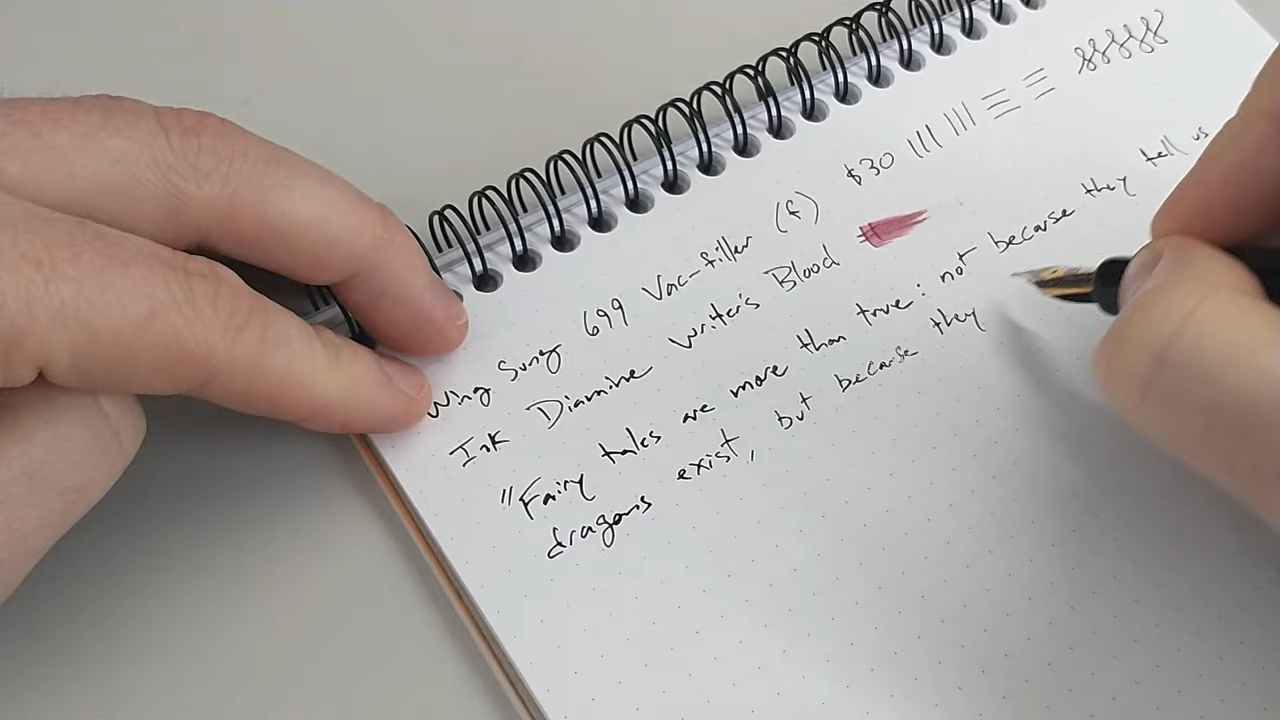 Wing Sung 699 Vac-filler (f) $30
Ink Diamine Writer's Blood
"Fairy tales are more than true: not because they tell us
dragons exist, but because they